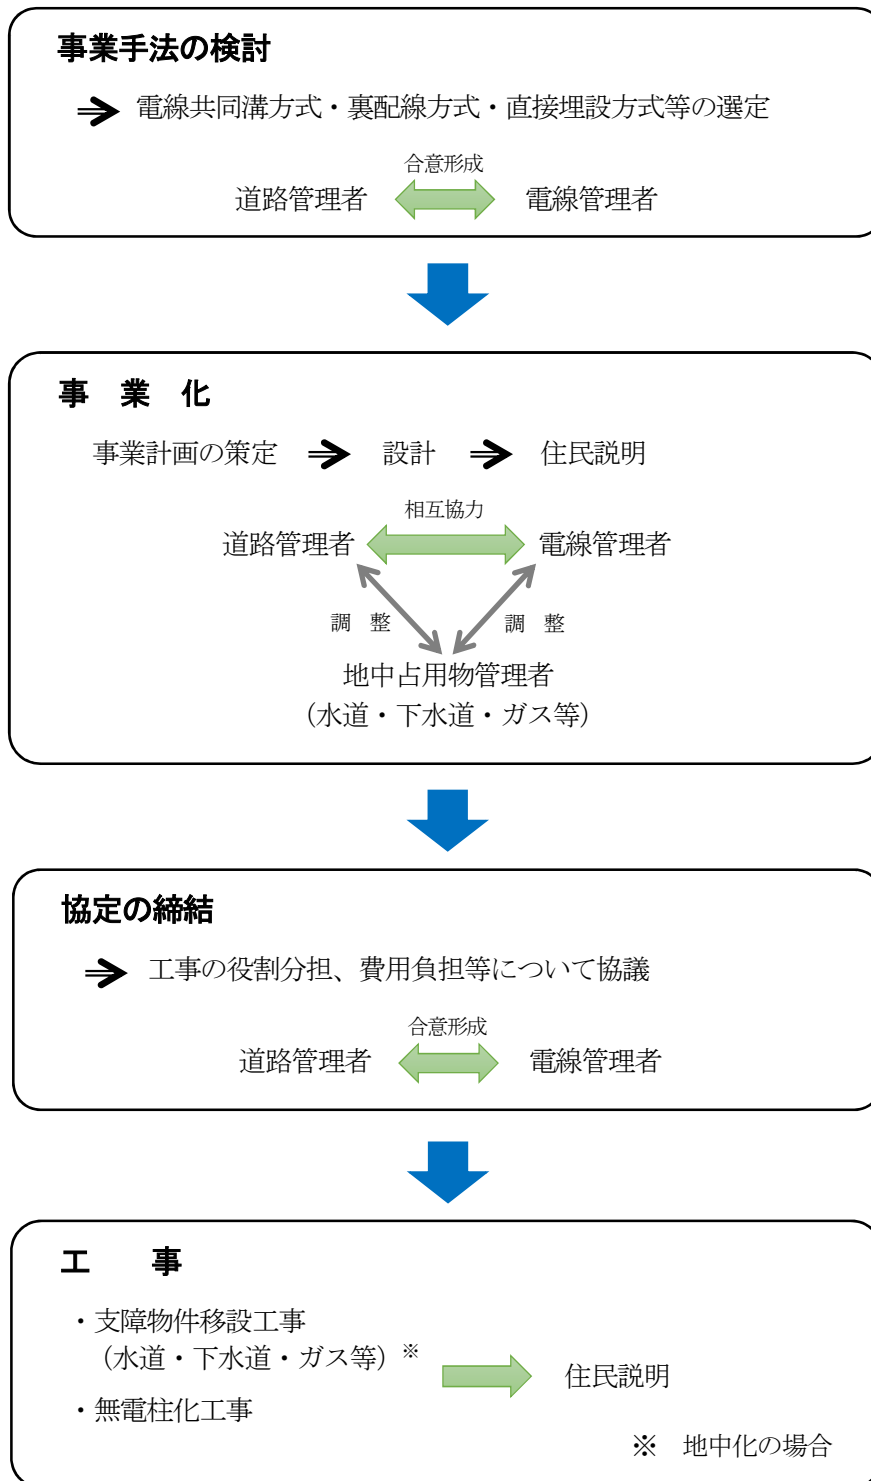 事業手法の検討
電線共同溝方式・裏配線方式・直接埋設方式等の選定
合意形成
道路管理者 電線管理者
事 業 化
事業計画の策定 設計 住民説明
相互協力
道路管理者 電線管理者
調 整 調 整
地中占用物管理者
（水道・下水道・ガス等）
協定の締結
工事の役割分担、費用負担等について協議
合意形成
道路管理者 電線管理者
工 事
・支障物件移設工事
（水道・下水道・ガス等）※
住民説明
・無電柱化工事
※ 地中化の場合